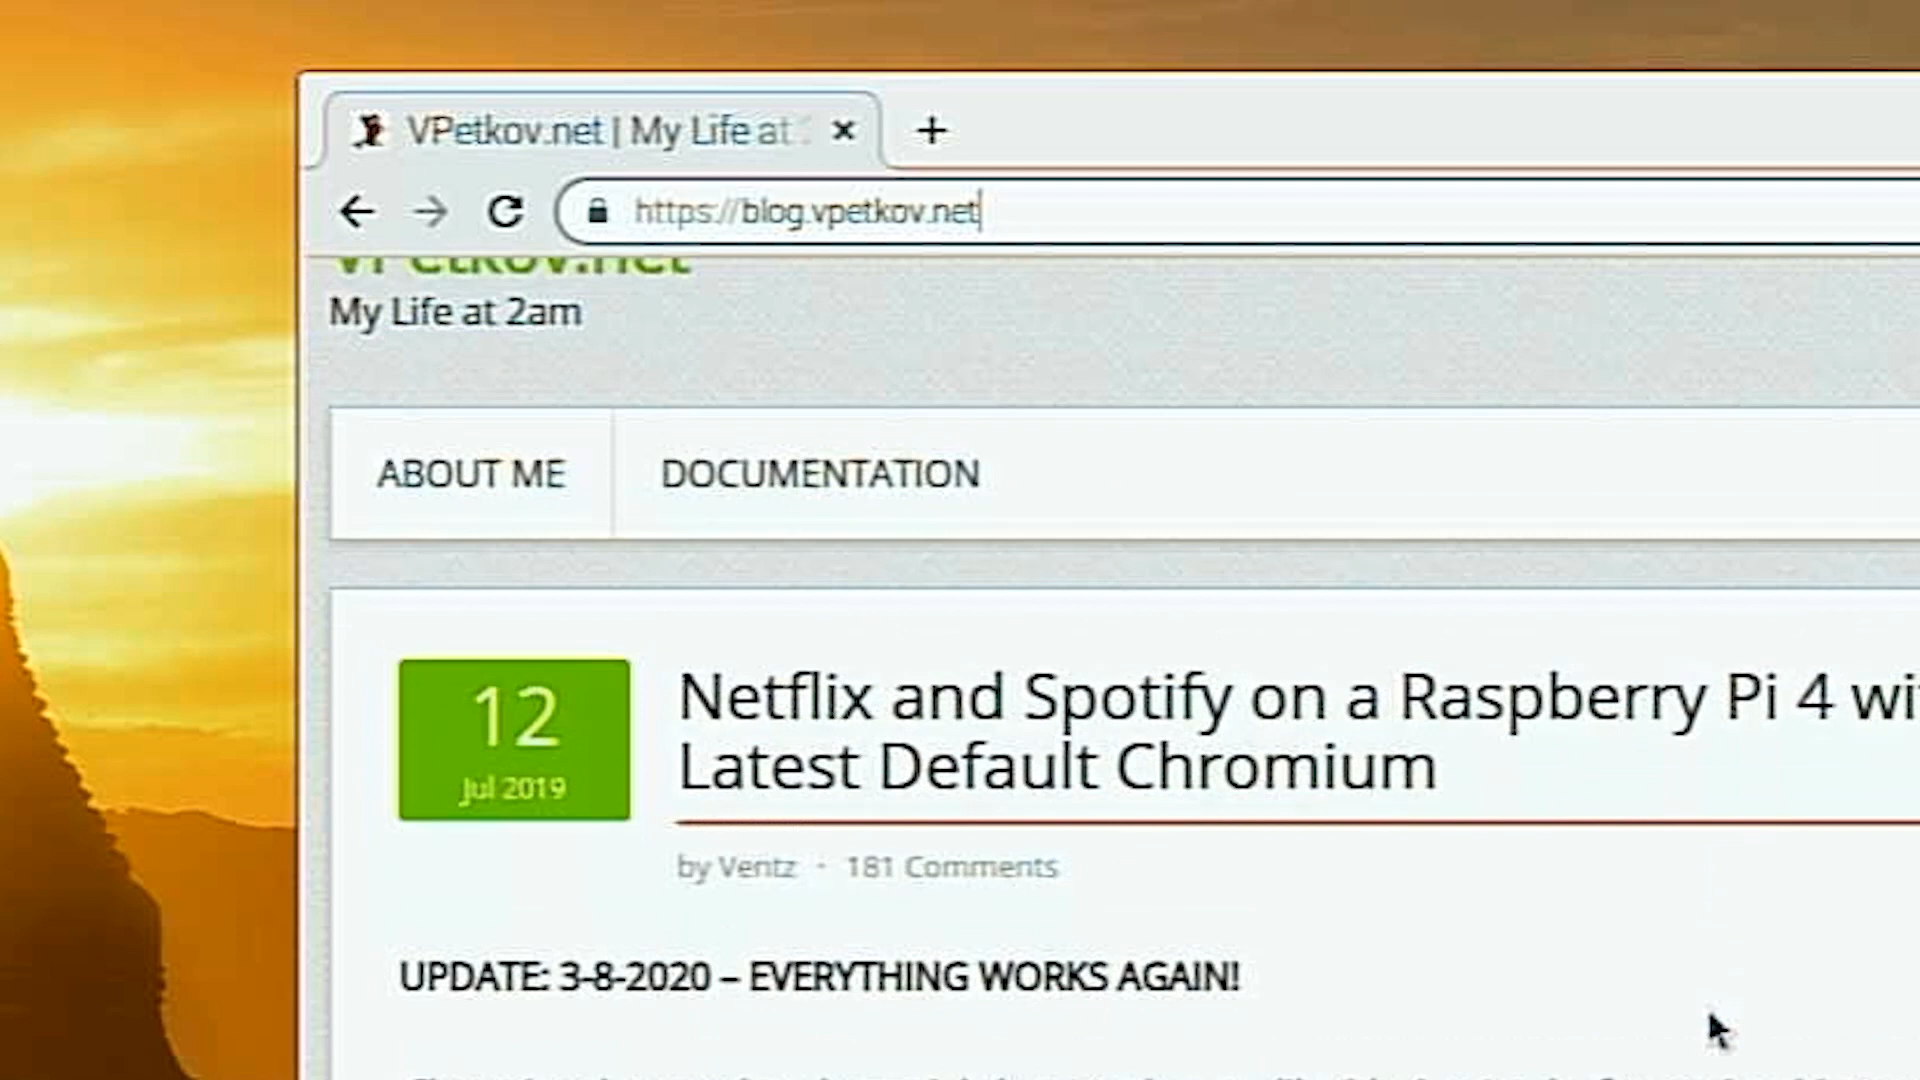 VPetkov.net | My Life at
https://blog.vpetkov.net
VPetkov.net
My Life at 2am
ABOUT ME
DOCUMENTATION
12
Jul 2019
Netflix and Spotify on a Raspberry Pi 4
Latest Default Chromium
by Ventz · 181 Comments
UPDATE: 3-8-2020 – EVERYTHING WORKS AGAIN!